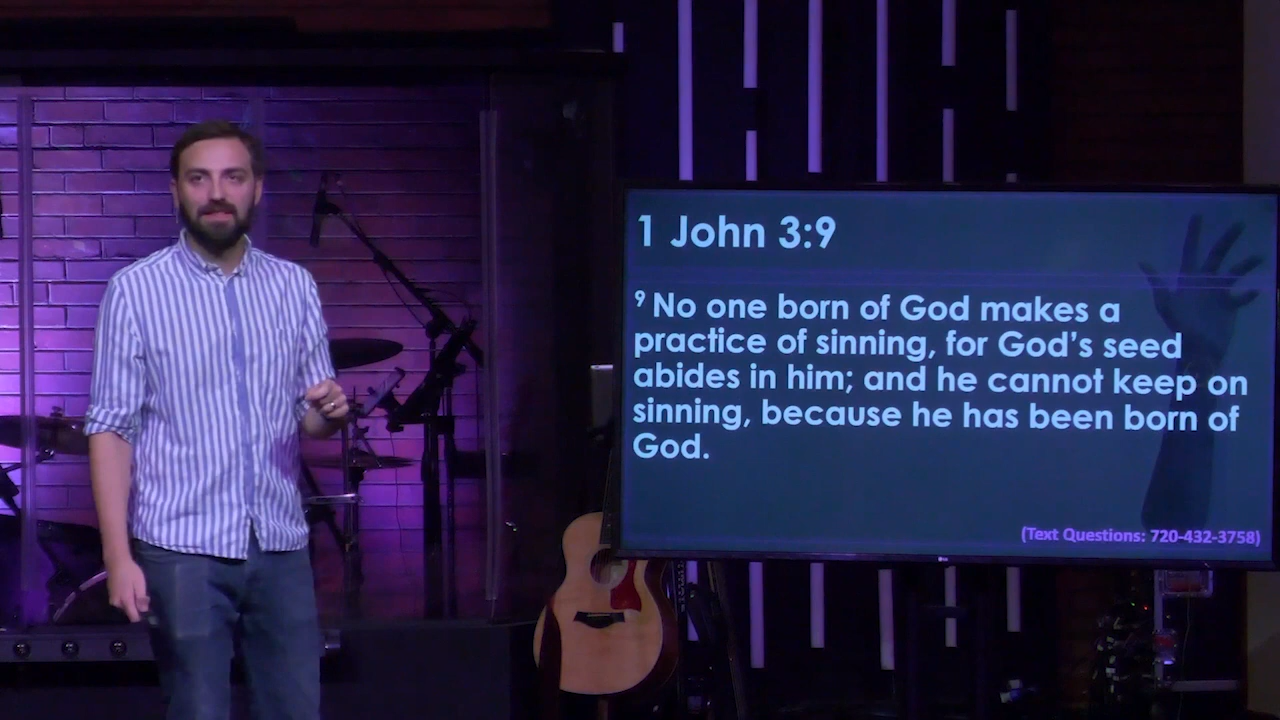 1 John 3:9
9 No one born of God makes a
practice of sinning, for God's seed
abides in him; and he cannot keep on
sinning, because he has been born of
God.
(Text Questions: 720-432-3758)